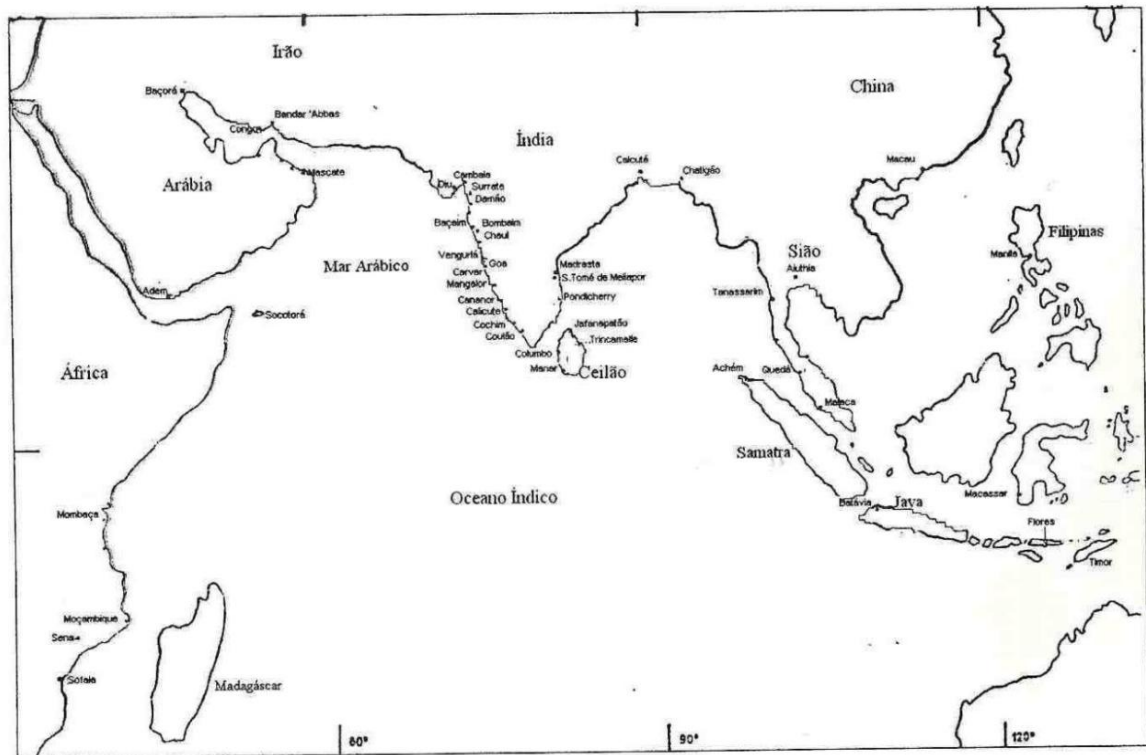 Irão
China
Baçorá
Bandar 'Abbas
Congo
Índia
Calcutá
Chatigão
Macau
Mascate
Arábia
Cambaia
Diu
Surrate
Damão
Baçaim
Bombaim
Chaul
Filipinas
Manila
Sião
Aiuthia
Mar Arábico
Vengurlá
Goa
Carvar
Mangalor
Madrasta
S.Tomé de Meliapor
Tanassarim
Adem
Socotorá
Cananor
Calicute
Pondicherry
Cochim
Coulão
Jafanapatão
Trincamalle
Columbo
Manar
Ceilão
África
Achém
Quedá
Malaca
Samatra
Oceano Índico
Batávia
Java
Macassar
Mombaça
Flores
Timor
Moçambique
Sena
Sofala
Madagáscar
60°
90°
120°